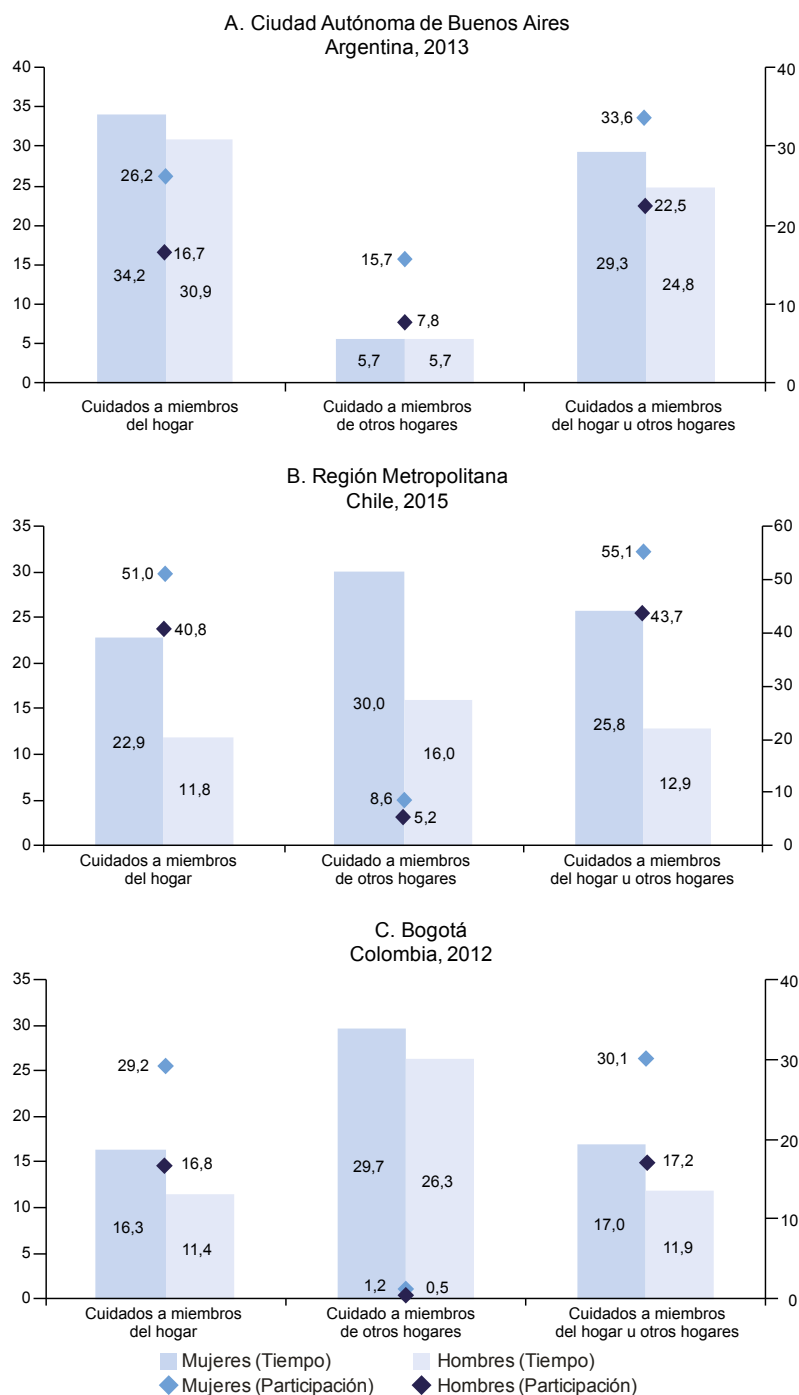 A. Ciudad Autónoma de Buenos Aires
Argentina, 2013
40
35
30
25
20
15
10
5
0
40
30
20
10
0
26,2
16,7
34,2
30,9
15,7
7,8
5,7
5,7
33,6
22,5
29,3
24,8
Cuidados a miembros
del hogar
Cuidado a miembros
de otros hogares
Cuidados a miembros
del hogar u otros hogares
B. Región Metropolitana
Chile, 2015
35
30
25
20
15
10
5
0
60
50
40
30
20
10
0
51,0
40,8
22,9
11,8
30,0
16,0
8,6
5,2
55,1
43,7
25,8
12,9
Cuidados a miembros
del hogar
Cuidado a miembros
de otros hogares
Cuidados a miembros
del hogar u otros hogares
C. Bogotá
Colombia, 2012
35
30
25
20
15
10
5
0
40
30
20
10
0
29,2
16,8
16,3
11,4
29,7
26,3
1,2
0,5
30,1
17,2
17,0
11,9
Cuidados a miembros
del hogar
Cuidado a miembros
de otros hogares
Cuidados a miembros
del hogar u otros hogares
Mujeres (Tiempo)
Hombres (Tiempo)
Mujeres (Participación)
Hombres (Participación)